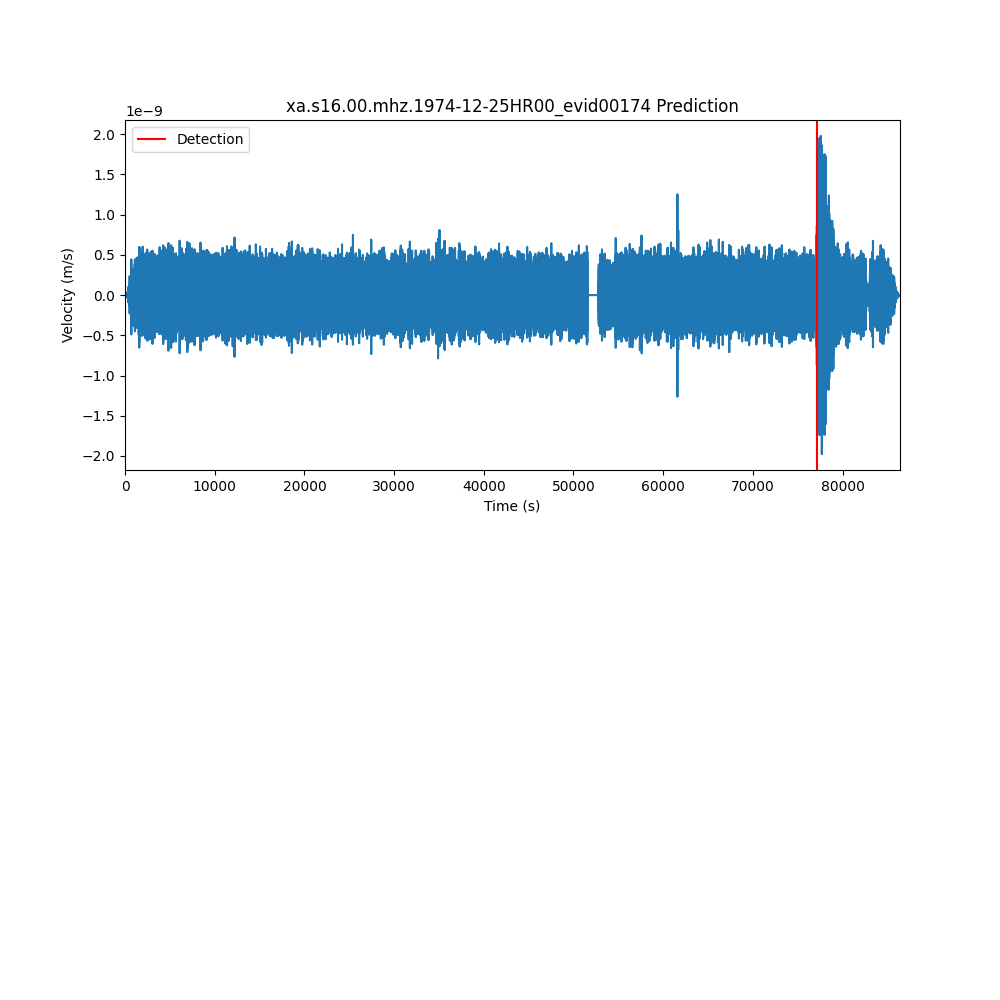 xa.s16.00.mhz.1974-12-25HR00_evid00174 Prediction
1e−9
Detection
2.0
1.5
1.0
0.5
0.0
−0.5
−1.0
−1.5
−2.0
Velocity (m/s)
0 10000 20000 30000 40000 50000 60000 70000 80000
Time (s)